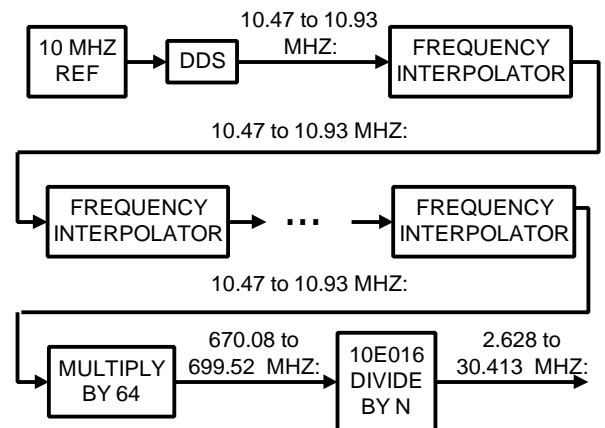 10 MHZ
REF
DDS
10.47 to 10.93
MHZ:
FREQUENCY
INTERPOLATOR
10.47 to 10.93 MHZ:
FREQUENCY
INTERPOLATOR
...
FREQUENCY
INTERPOLATOR
10.47 to 10.93 MHZ:
MULTIPLY
BY 64
670.08 to
699.52 MHZ:
10E016
DIVIDE
BY N
2.628 to
30.413 MHZ: